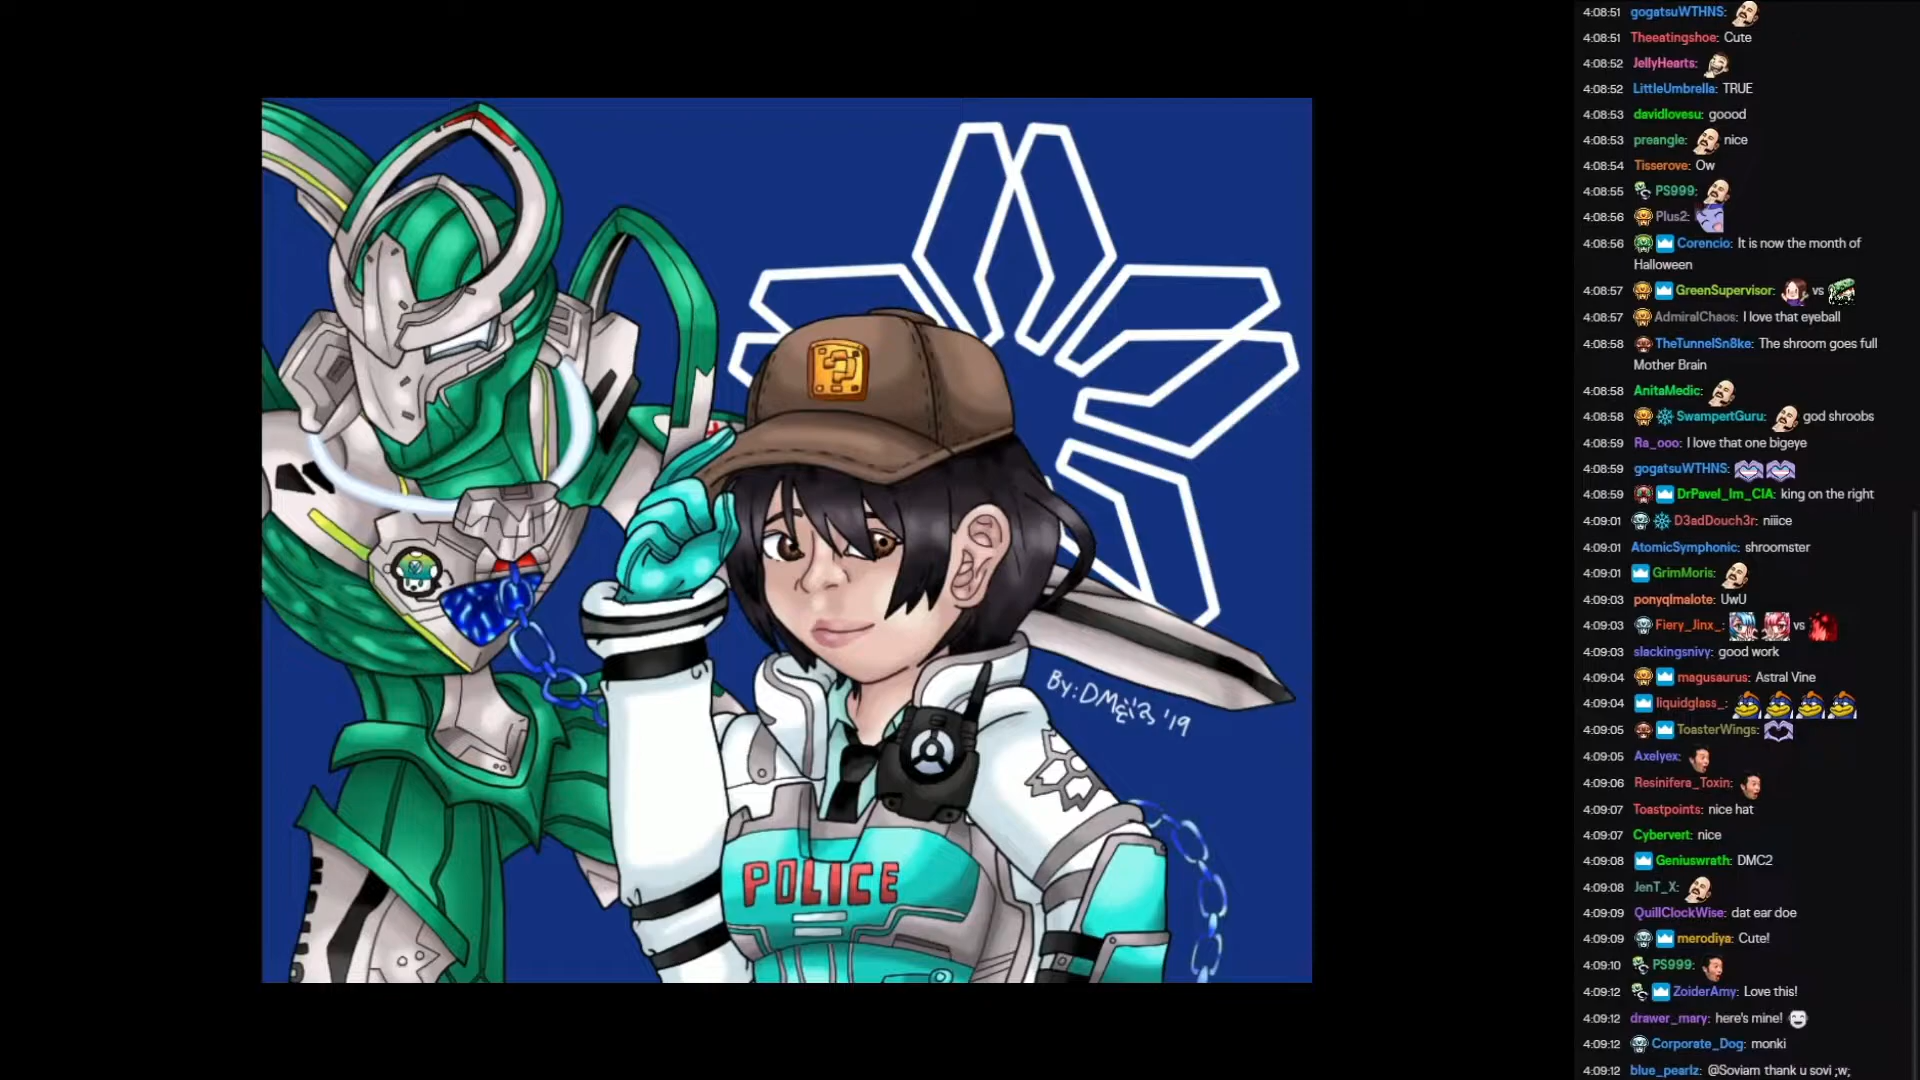 ?
By: DM
'19
POLICE
4:08:51 gogatsuWTHNS:
4:08:51 Theeatingshoe: Cute
4:08:52 JellyHearts:
4:08:52 LittleUmbrella: TRUE
4:08:53 davidlovesu: goood
4:08:53 preangle: nice
4:08:54 Tisserove: Ow
4:08:55 PS999:
4:08:56 Plus2:
4:08:56 Corencio: It is now the month of
Halloween
4:08:57 GreenSupervisor: vs
4:08:57 AdmiralChaos: I love that eyeball
4:08:58 TheTunnelSn8ke: The shroom goes full
Mother Brain
4:08:58 AnitaMedic:
4:08:58 SwampertGuru: god shroobs
4:08:59 Ra_ooo: I love that one bigeye
4:08:59 gogatsuWTHNS:
4:08:59 DrPavel_Im_CIA: king on the right
4:09:01 D3adDouch3r: niiice
4:09:01 AtomicSymphonic: shroomster
4:09:01 GrimMoris:
4:09:03 ponyqlmalote: UwU
4:09:03 Fiery_Jinx_: vs
4:09:03 slackingsnivy: good work
4:09:04 magusaurus: Astral Vine
4:09:04 liquidglass_:
4:09:05 ToasterWings:
4:09:05 Axelyex:
4:09:06 Resinifera_Toxin:
4:09:07 Toastpoints: nice hat
4:09:07 Cybervert: nice
4:09:08 Geniuswrath: DMC2
4:09:08 JenT_X:
4:09:09 QuillClockWise: dat ear doe
4:09:09 merodiya: Cute!
4:09:10 PS999:
4:09:12 ZoiderAmy: Love this!
4:09:12 drawer_mary: here's mine!
4:09:12 Corporate_Dog: monki
4:09:12 blue_pearlz: @Soviam thank u sovi ;w;